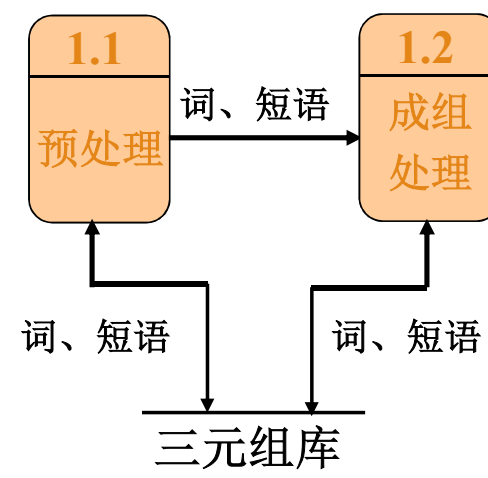 1.1
预处理
词、短语
1.2
成组
处理
词、短语
词、短语
三元组库